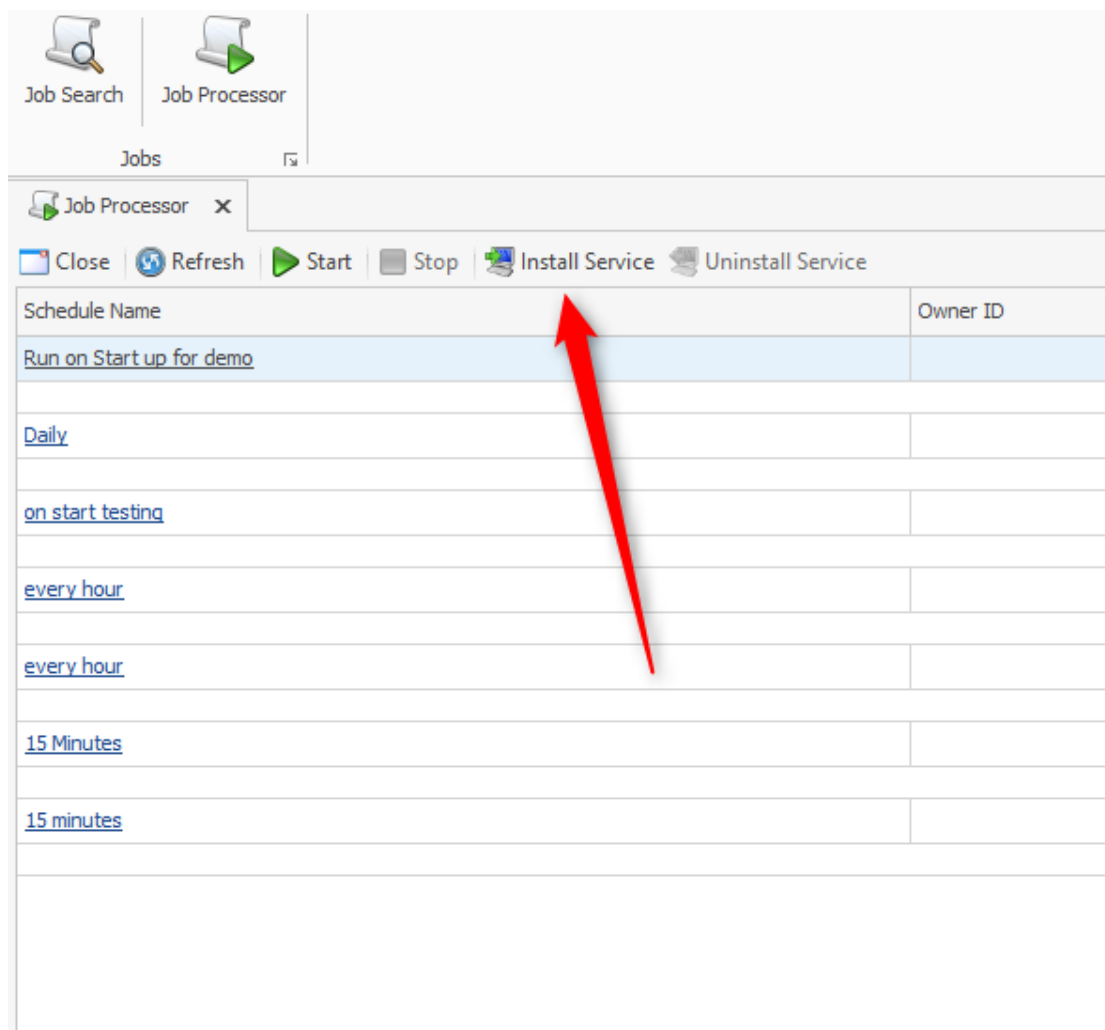 Job Search
Job Processor
Jobs
Job Processor
Close Refresh Start Stop Install Service Uninstall Service
Schedule Name Owner ID
Run on Start up for demo
Daily
on start testing
every hour
every hour
15 Minutes
15 minutes